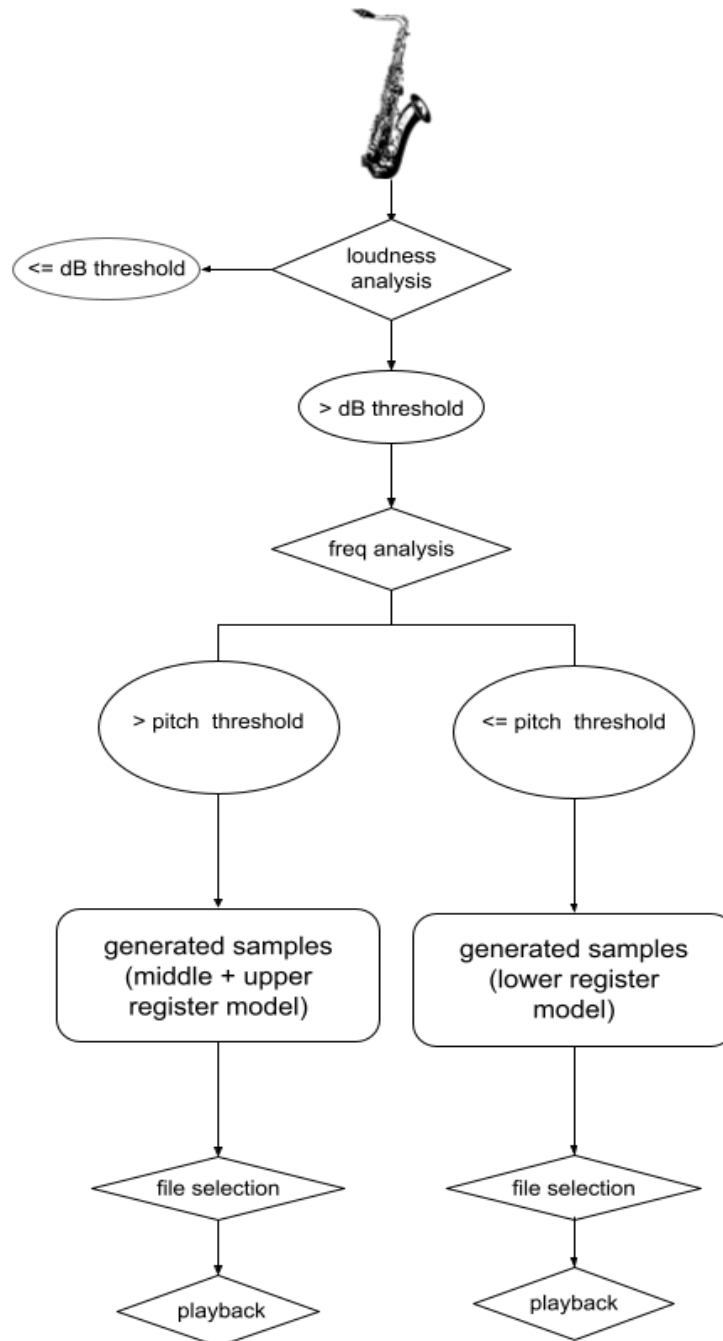 loudness
analysis
<= dB threshold
> dB threshold
freq analysis
> pitch threshold
<= pitch threshold
generated samples
(middle + upper
register model)
generated samples
(lower register
model)
file selection
file selection
playback
playback